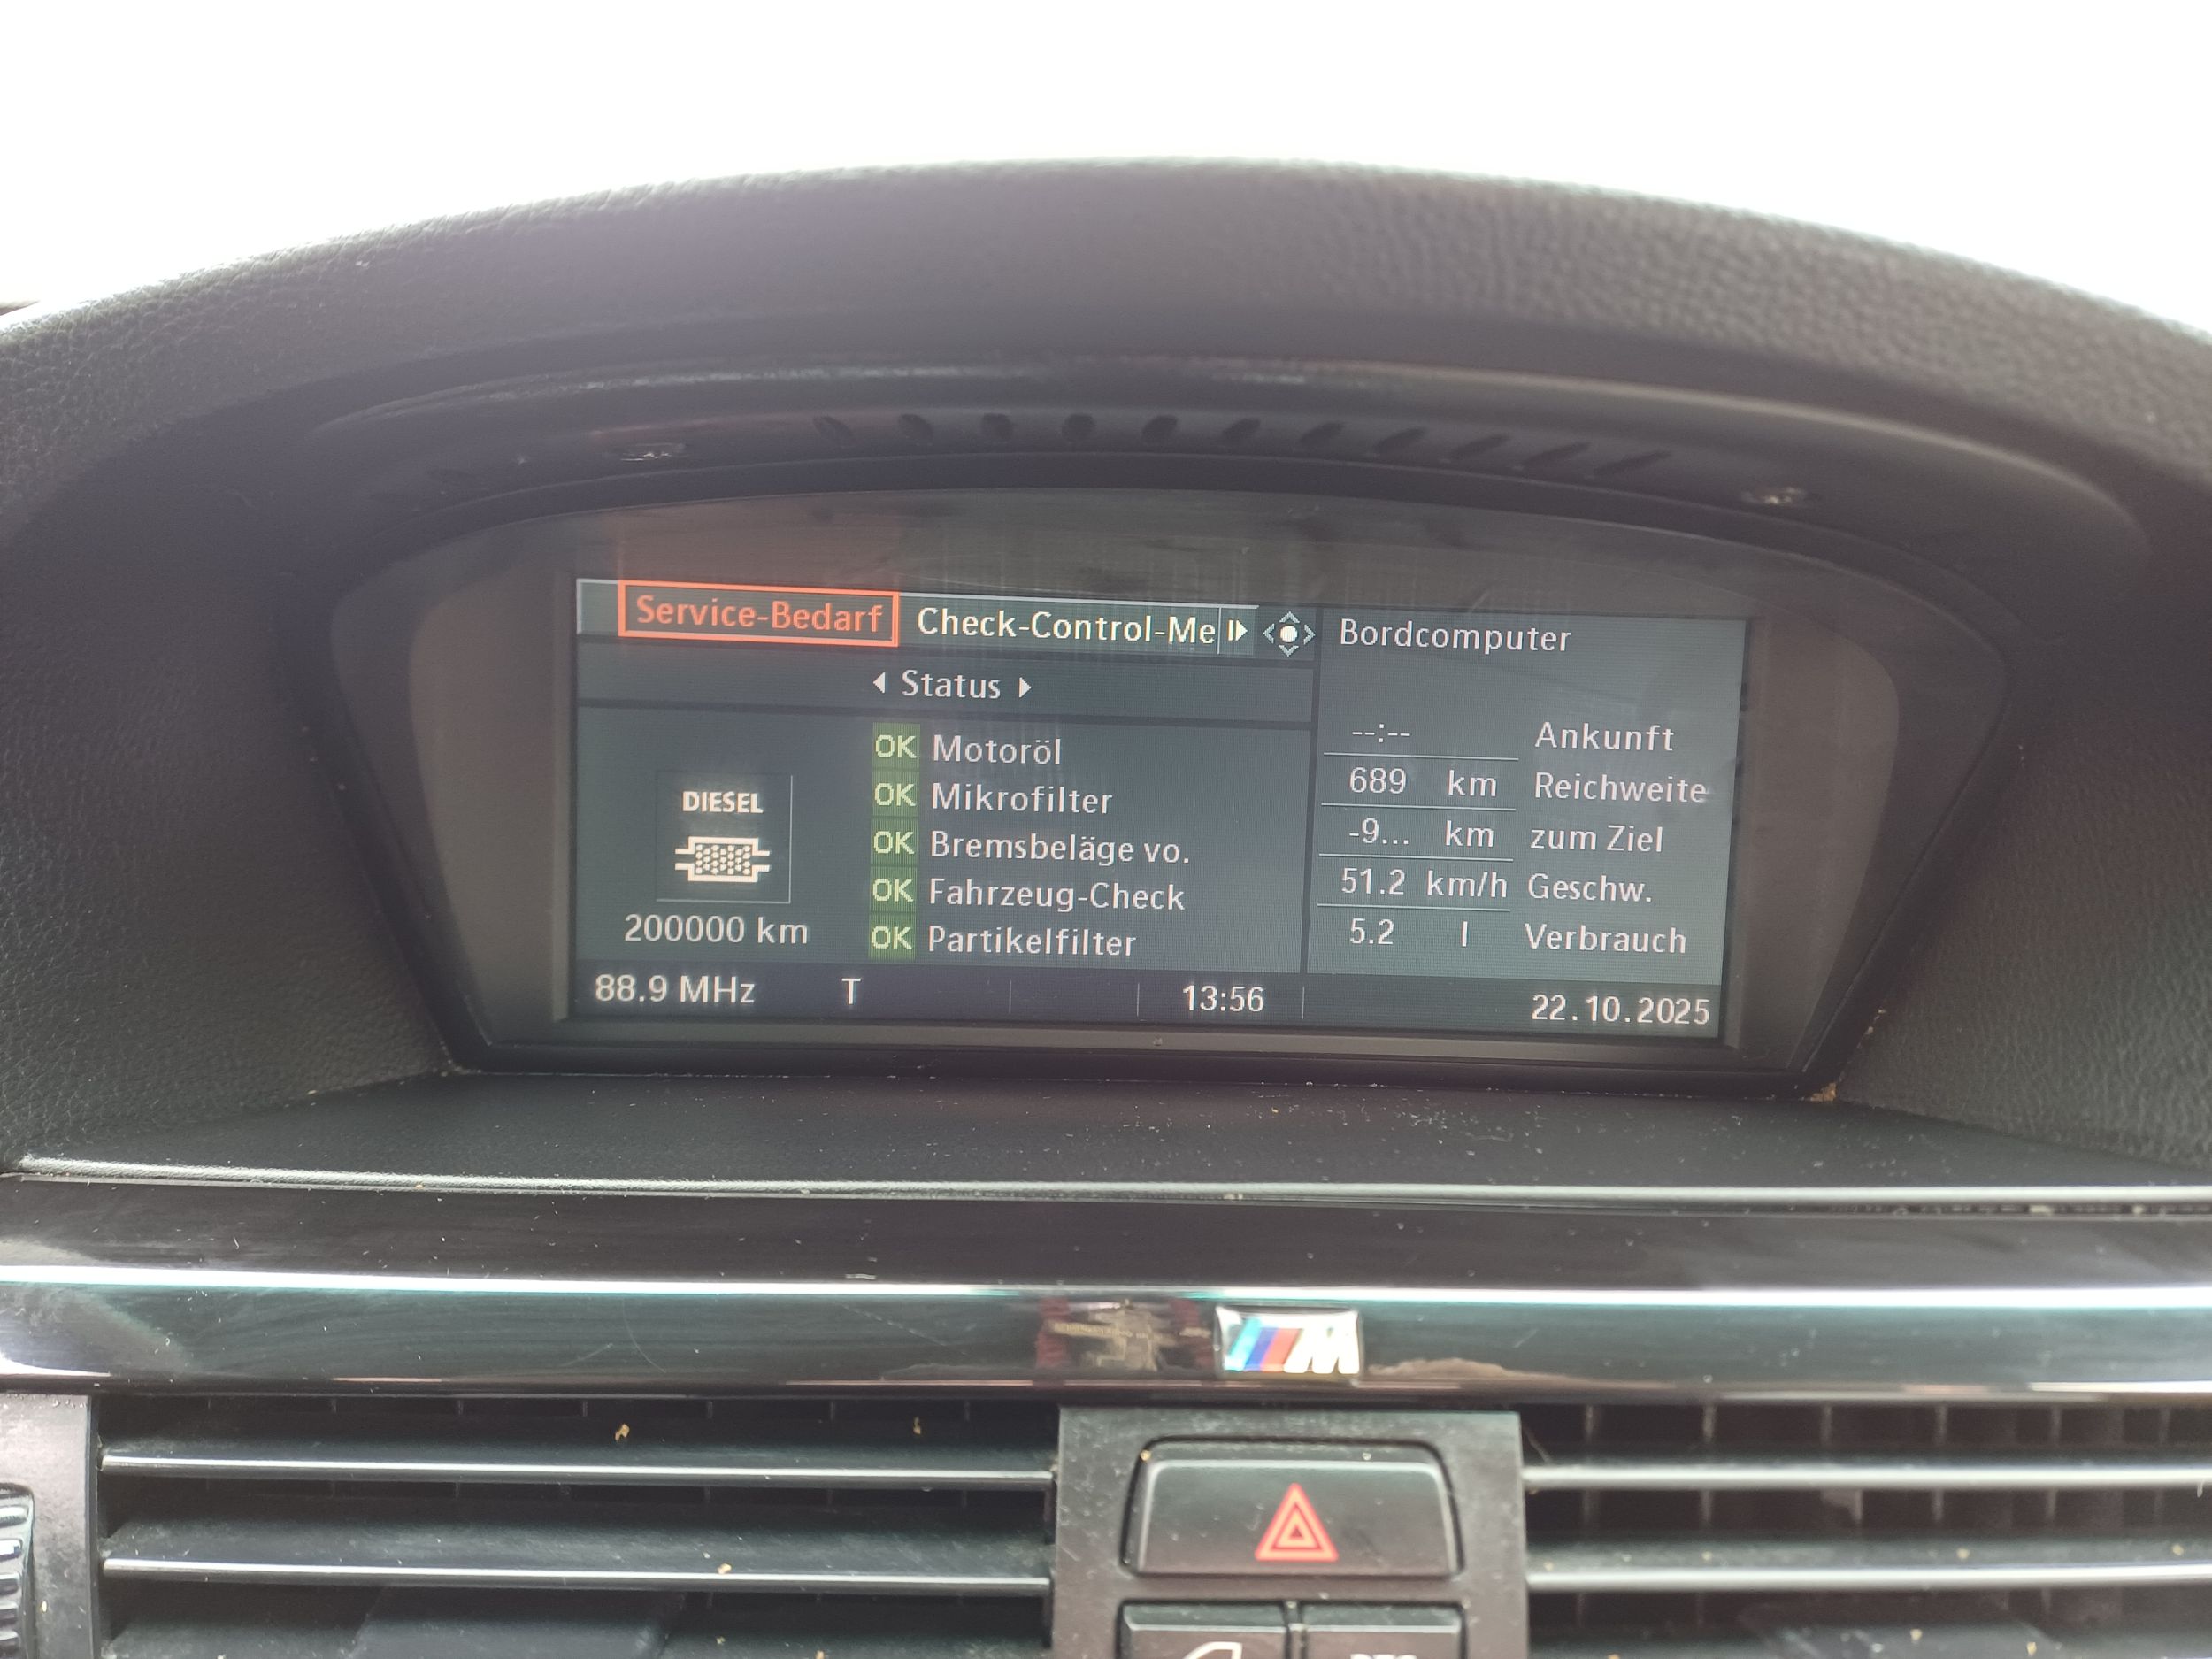 Service-Bedarf Check-Control-Me
Status
DIESEL
200000 km
OK Motoröl
OK Mikrofilter
OK Bremsbeläge vo.
OK Fahrzeug-Check
OK Partikelfilter
Bordcomputer
--:-- Ankunft
689 km Reichweite
-9... km zum Ziel
51.2 km/h Geschw.
5.2 l Verbrauch
88.9 MHz T 13:56 22.10.2025
M